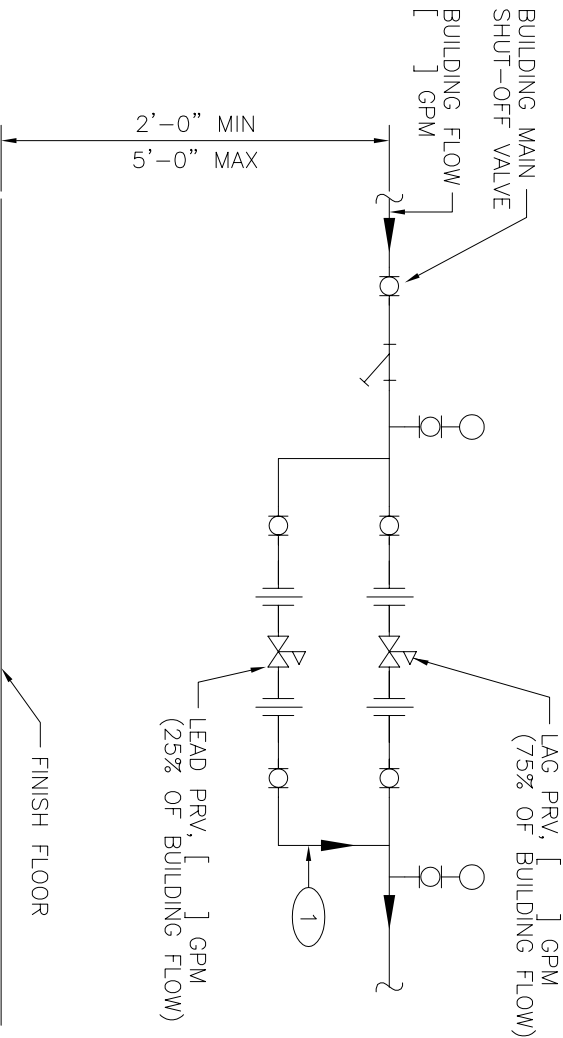 BUILDING MAIN
SHUT-OFF VALVE
BUILDING FLOW
[ ] GPM
2'-0" MIN
5'-0" MAX
LAG PRV, [ ] GPM
(75% OF BUILDING FLOW)
LEAD PRV, [ ] GPM
(25% OF BUILDING FLOW)
1
FINISH FLOOR